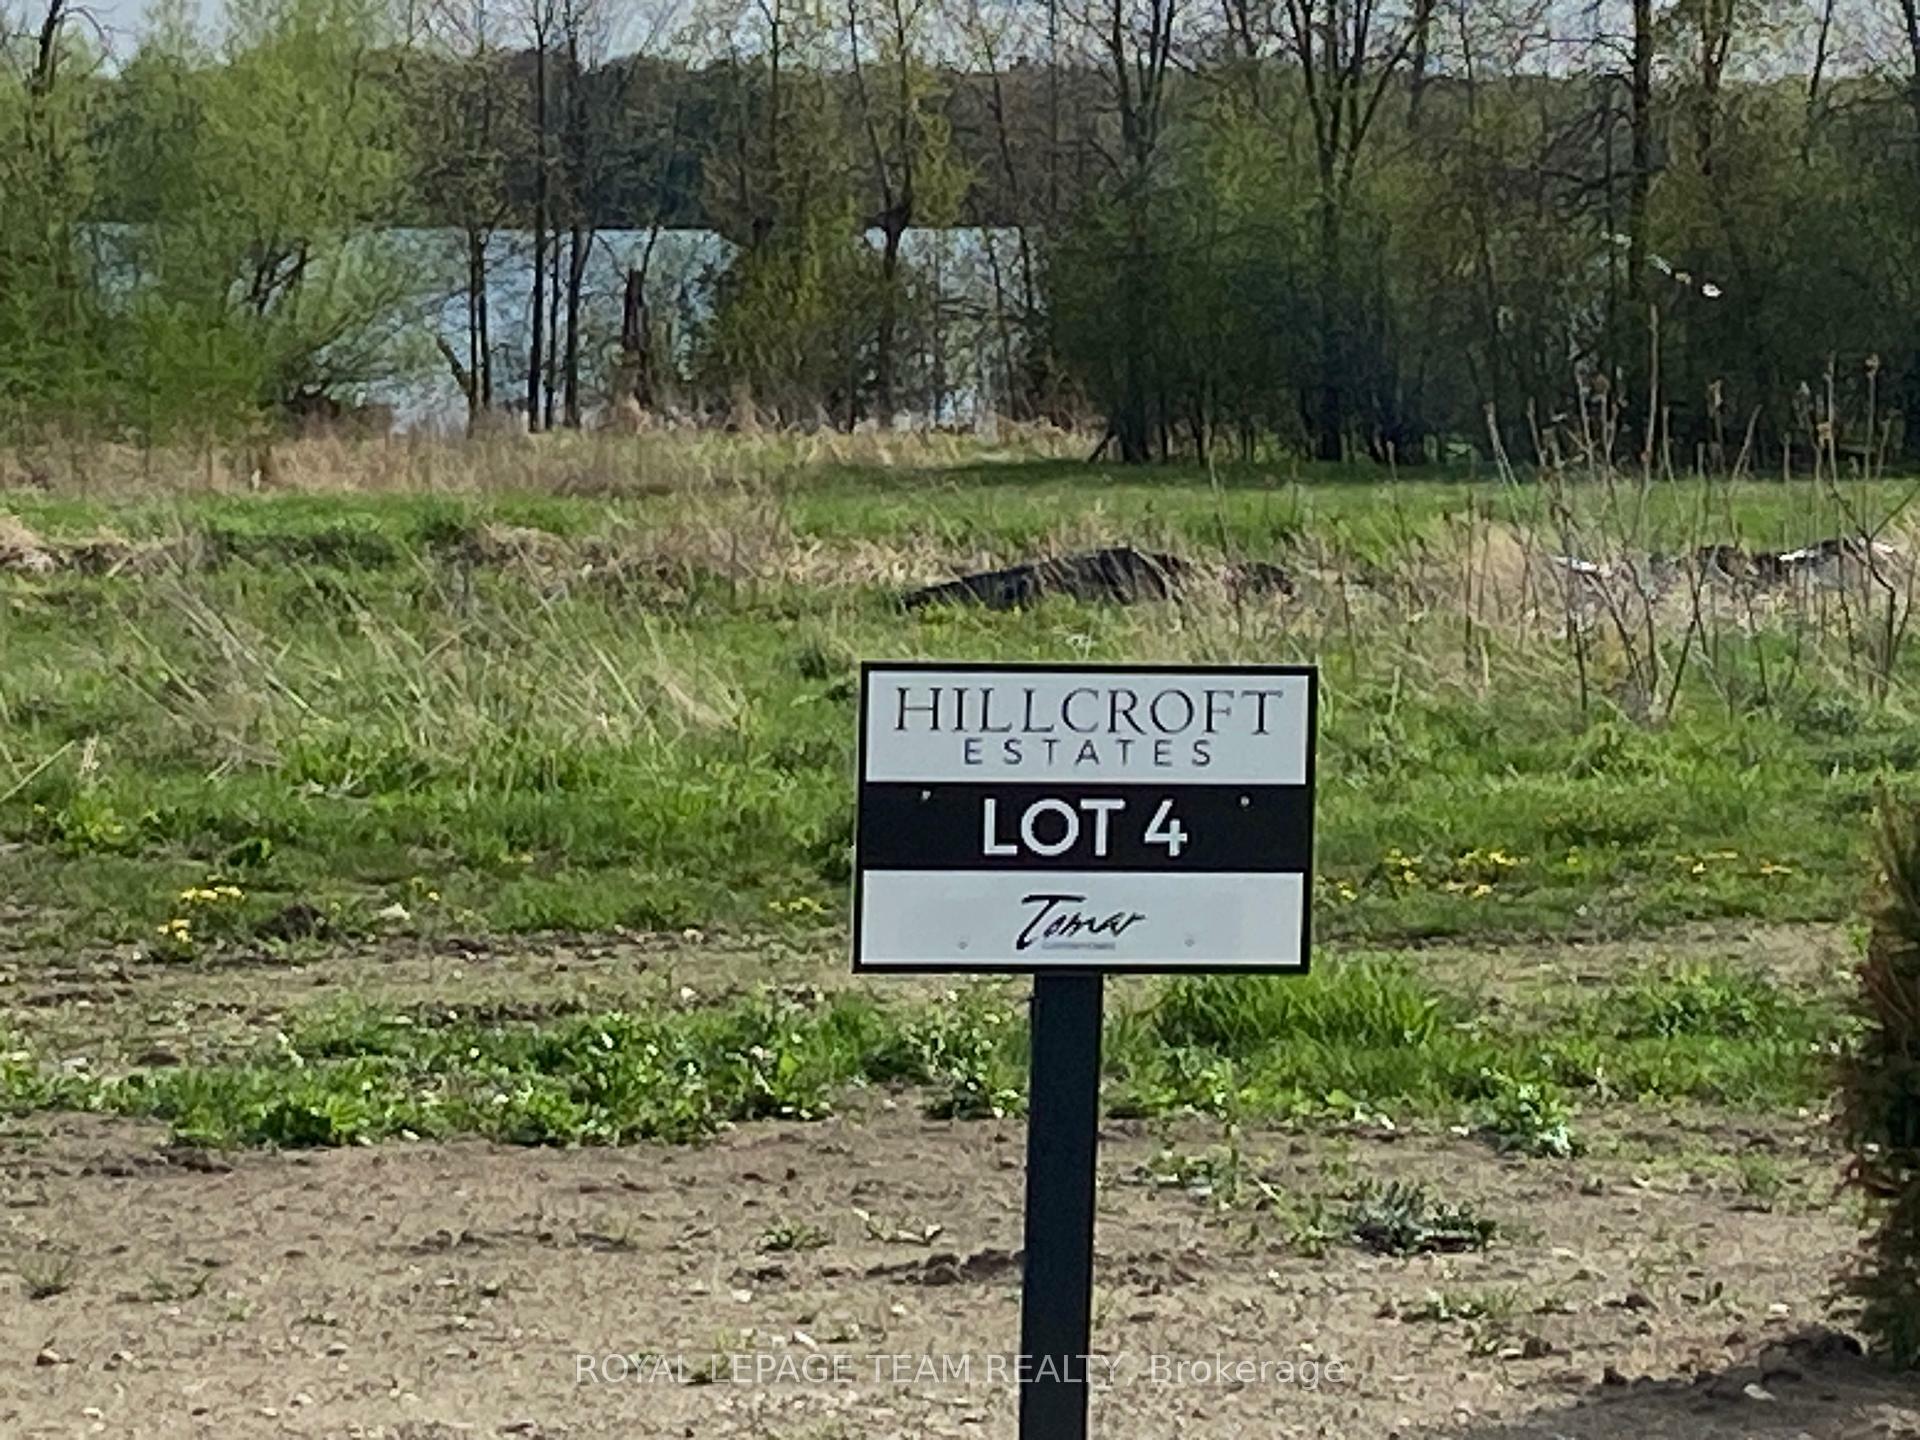 HILLCROFT
ESTATES
LOT 4
Tomar
ROYAL LEPAGE TEAM REALTY, Brokerage